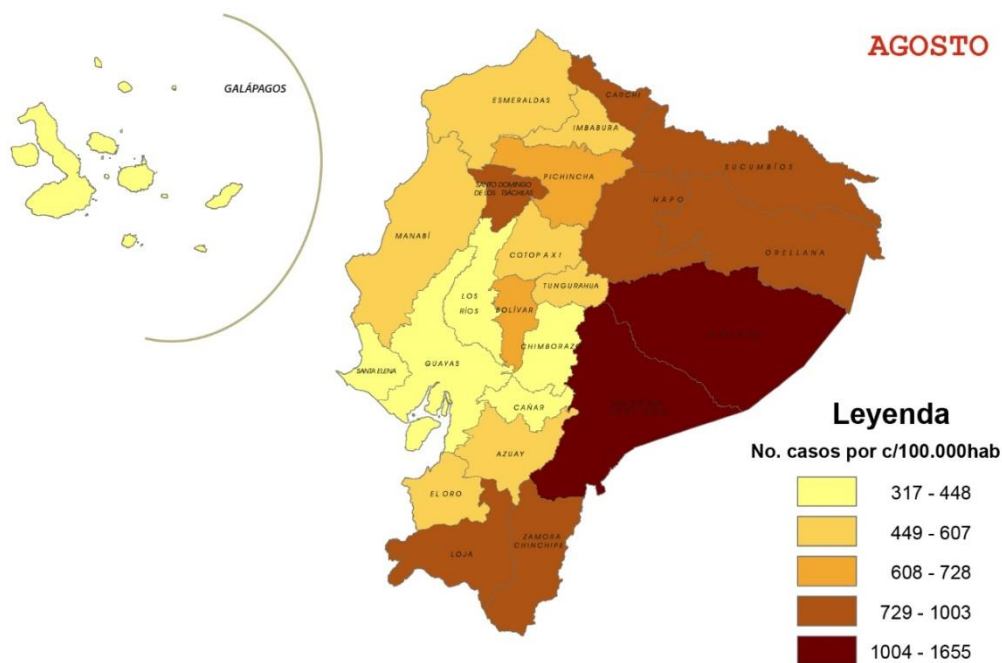 AGOSTO
GALÁPAGOS
ESMERALDAS
CARCHI
IMBABURA
SUCUMBÍOS
PICHINCHA
SANTO DOMINGO
DE LOS TSÁCHILAS
NAPO
MANABÍ
ORELLANA
COTOPAXI
TUNGURAHUA
LOS
RÍOS
BOLÍVAR
CHIMBORAZO
GUAYAS
SANTA ELENA
CAÑAR
AZUAY
EL ORO
ZAMORA
CHINCHIPE
LOJA
Leyenda
No. casos por c/100.000hab
317 - 448
449 - 607
608 - 728
729 - 1003
1004 - 1655